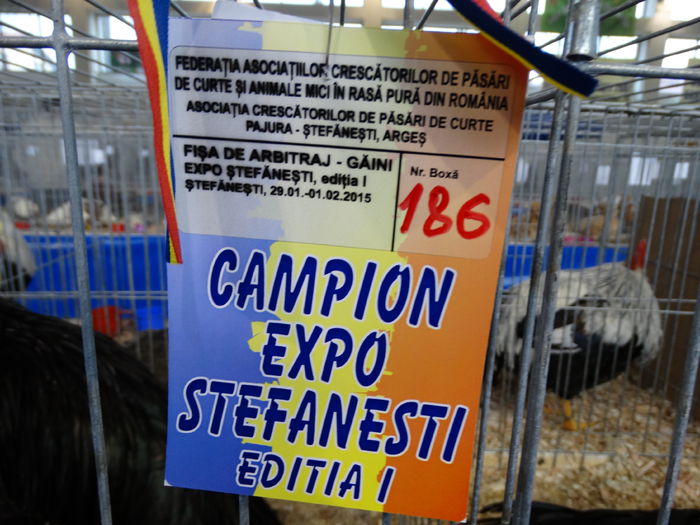 FEDERAȚIA ASOCIAȚIILOR CRESCĂTORILOR DE PĂSĂRI
DE CURTE ȘI ANIMALE MICI ÎN RASĂ PURĂ DIN ROMÂNIA
ASOCIAȚIA CRESCĂTORILOR DE PĂSĂRI DE CURTE
PAJURA - ȘTEFĂNEȘTI, ARGEȘ
FIȘA DE ARBITRAJ - GĂINI
EXPO ȘTEFĂNEȘTI, ediția I
ȘTEFĂNEȘTI, 29.01.-01.02.2015
Nr. Boxă
186
CAMPION
EXPO
STEFANESTI
EDITIA I